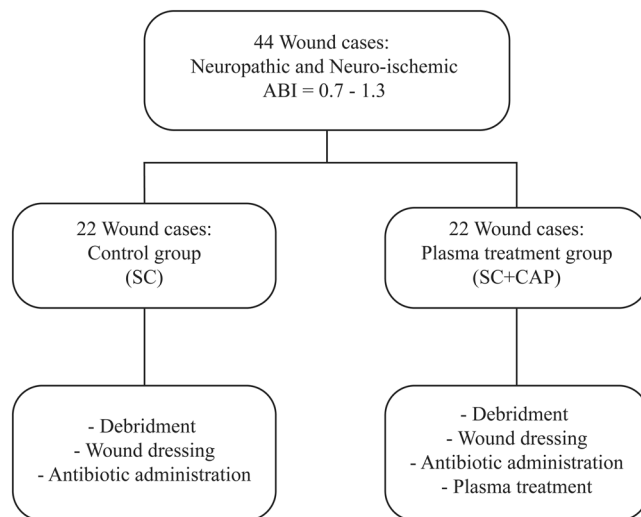 44 Wound cases:
Neuropathic and Neuro-ischemic
ABI = 0.7 - 1.3
22 Wound cases:
Control group
(SC)
22 Wound cases:
Plasma treatment group
(SC+CAP)
- Debridment
- Wound dressing
- Antibiotic administration
- Debridment
- Wound dressing
- Antibiotic administration
- Plasma treatment